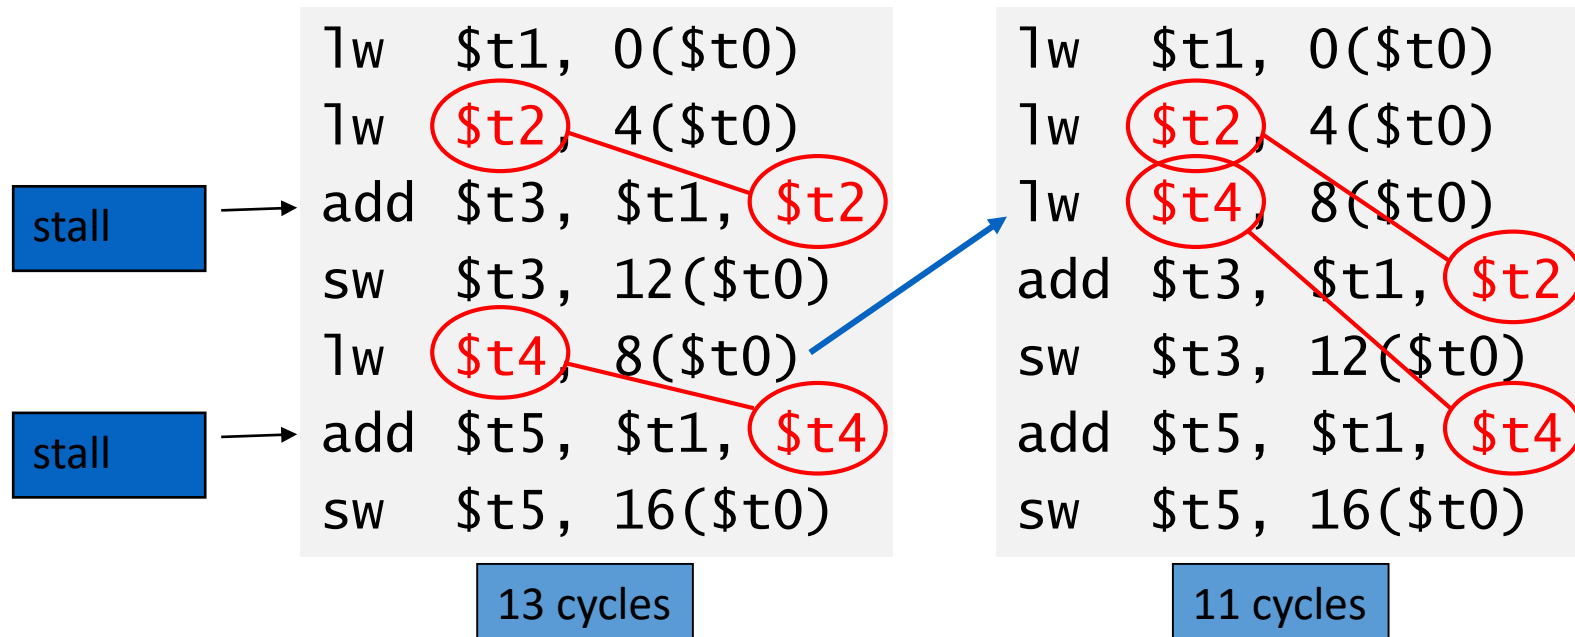 lw $t1, 0($t0)
lw $t2, 4($t0)
stall
add $t3, $t1, $t2
sw $t3, 12($t0)
lw $t4, 8($t0)
stall
add $t5, $t1, $t4
sw $t5, 16($t0)
13 cycles
lw $t1, 0($t0)
lw $t2, 4($t0)
lw $t4, 8($t0)
add $t3, $t1, $t2
sw $t3, 12($t0)
add $t5, $t1, $t4
sw $t5, 16($t0)
11 cycles